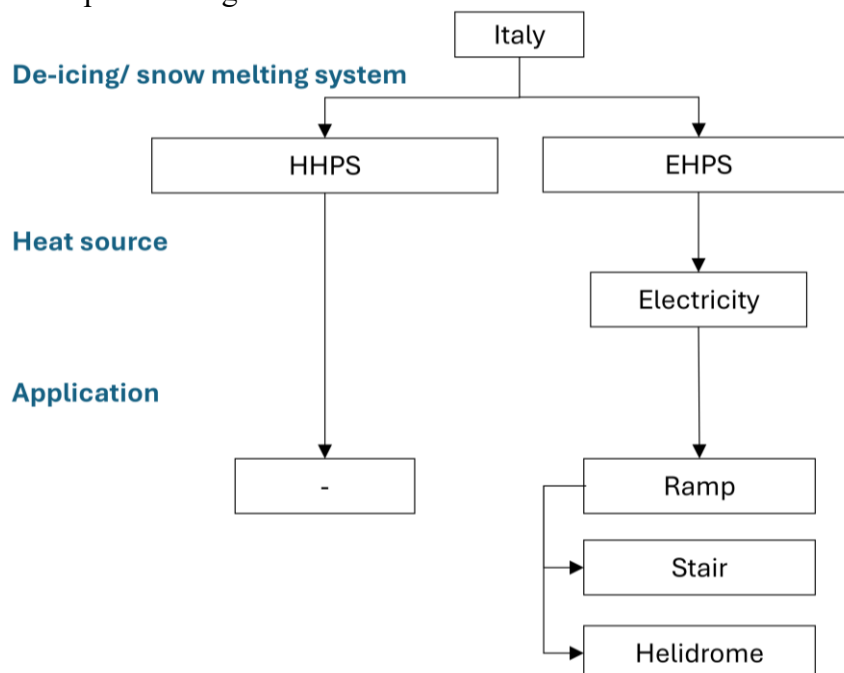 Italy
De-icing/ snow melting system
HHPS
EHPS
Heat source
Electricity
Application
-
Ramp
Stair
Helidrome